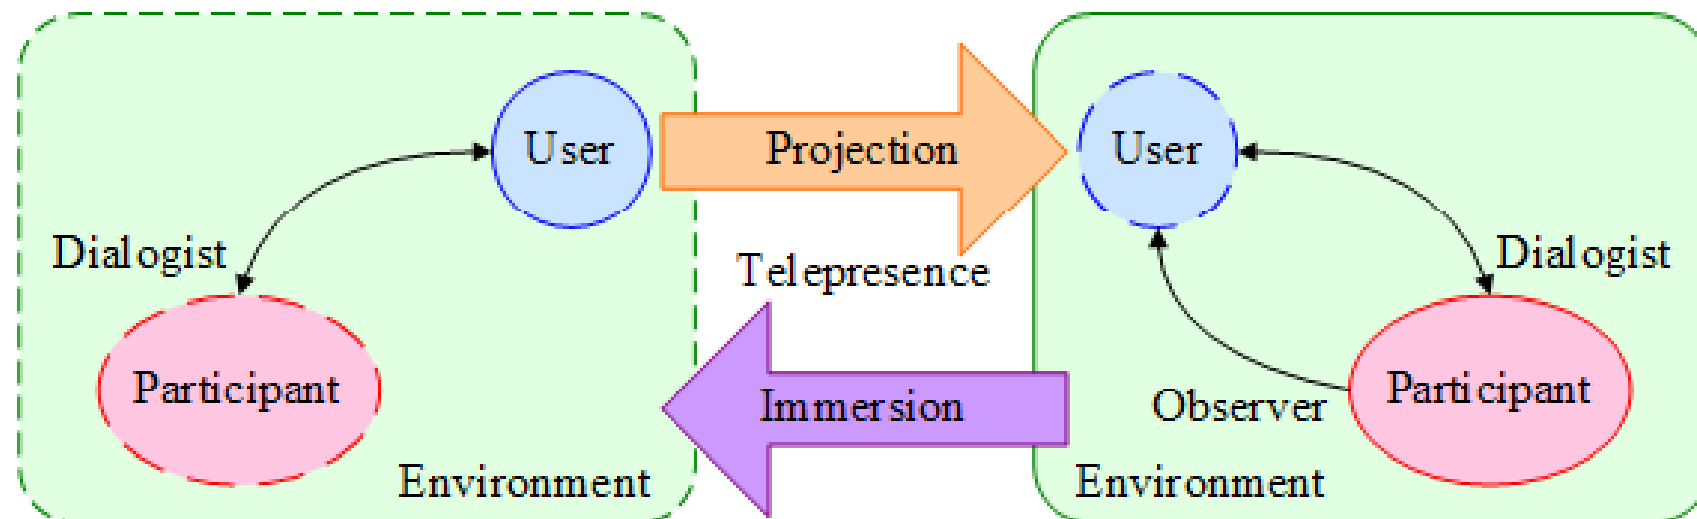 User
Projection
User
Dialogist
Telepresence
Dialogist
Participant
Immersion
Observer
Participant
Environment
Environment